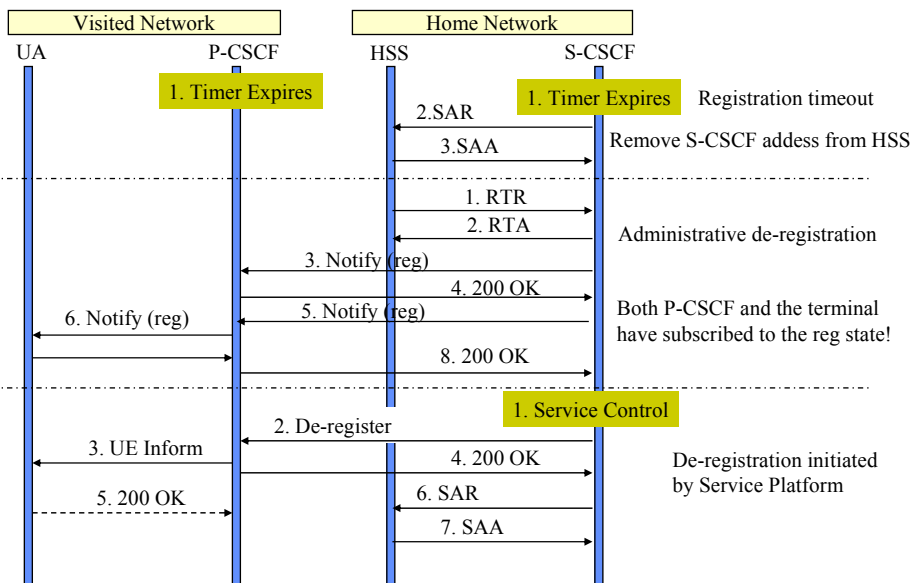 Visited Network
Home Network
UA
P-CSCF
HSS
S-CSCF
1. Timer Expires
1. Timer Expires
Registration timeout
2.SAR
3.SAA
Remove S-CSCF addess from HSS
1. RTR
2. RTA
Administrative de-registration
3. Notify (reg)
4. 200 OK
5. Notify (reg)
6. Notify (reg)
Both P-CSCF and the terminal
have subscribed to the reg state!
8. 200 OK
1. Service Control
2. De-register
3. UE Inform
4. 200 OK
De-registration initiated
by Service Platform
5. 200 OK
6. SAR
7. SAA